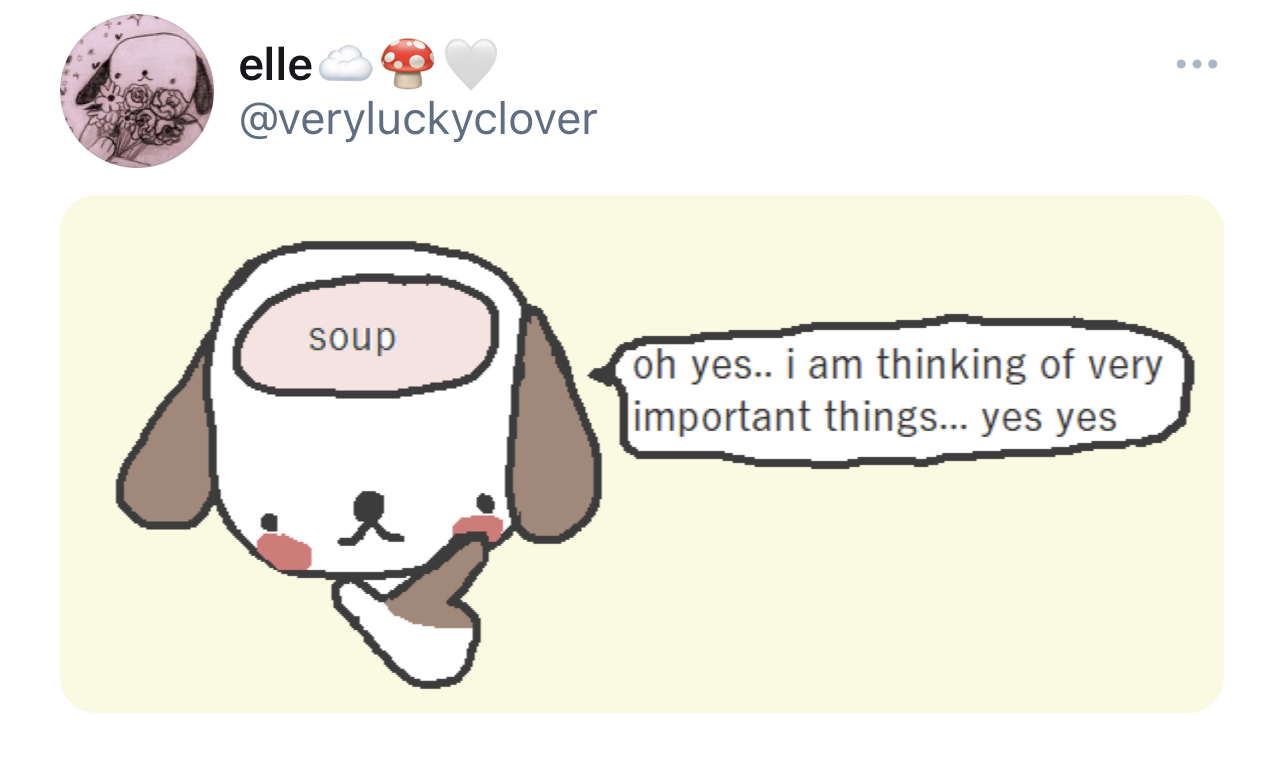 elle☁️🍄🤍
@veryluckyclover
soup
oh yes.. i am thinking of very
important things... yes yes